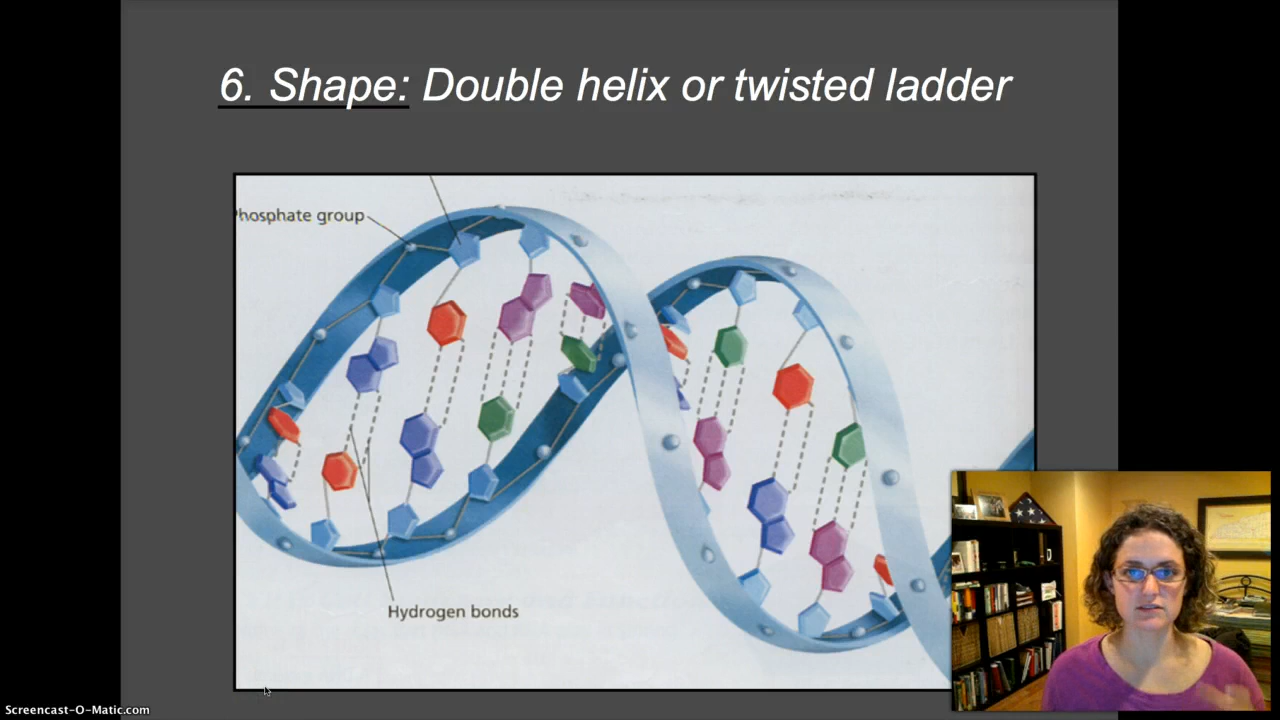 6. Shape: Double helix or twisted ladder
Phosphate group
Hydrogen bonds
Screencast-O-Matic.com